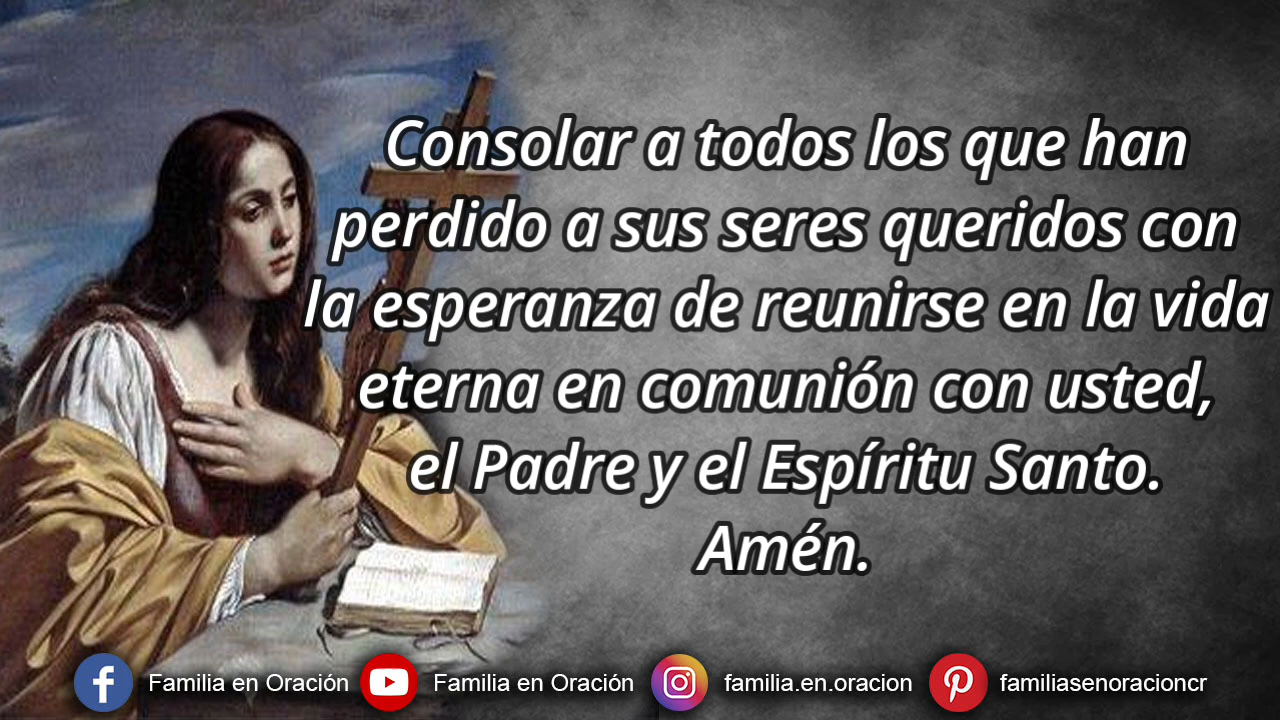 Consolar a todos los que han
perdido a sus seres queridos con
la esperanza de reunirse en la vida
eterna en comunión con usted,
el Padre y el Espíritu Santo.
Amén.
Familia en Oración
Familia en Oración
familia.en.oracion
familiasenoracioncr